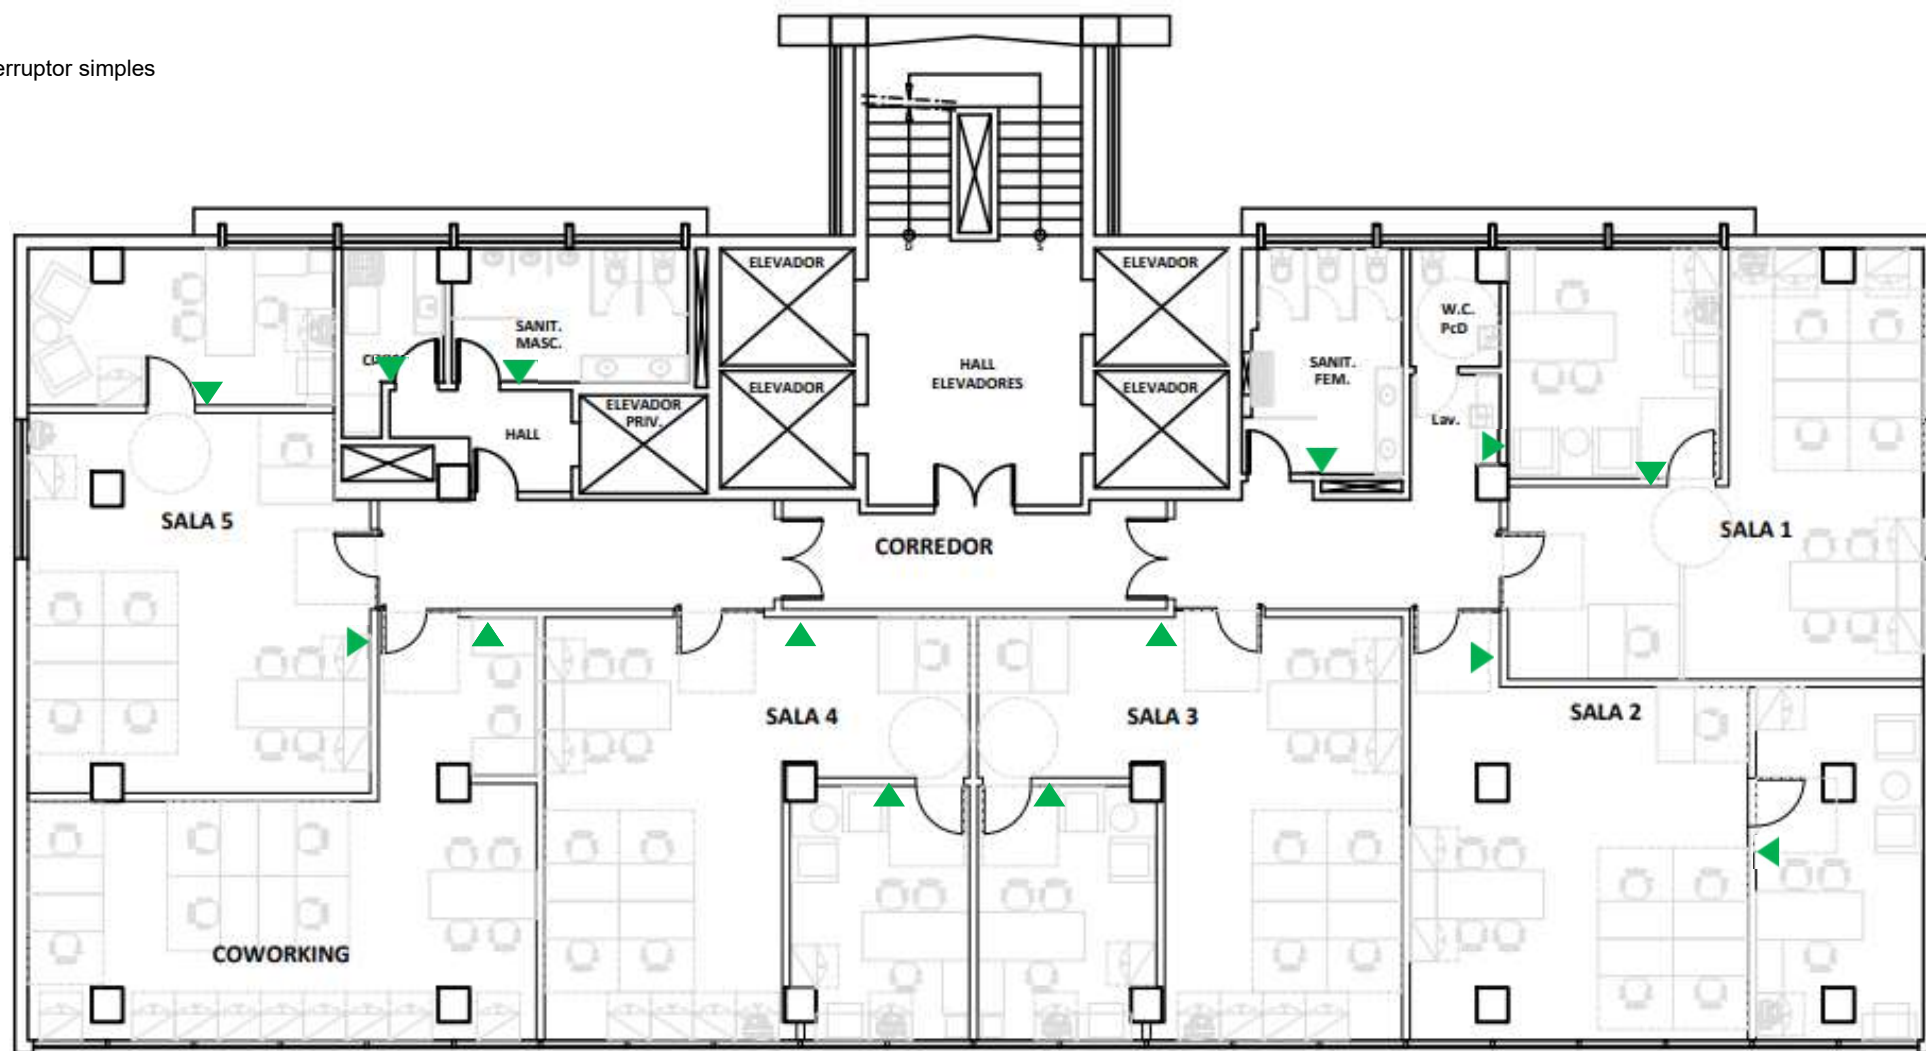 erruptor simples
ELEVADOR
ELEVADOR
SANIT.
MASC.
W.C.
PcD
HALL
ELEVADORES
SANIT.
FEM.
ELEVADOR
ELEVADOR
ELEVADOR
PRIV.
HALL
Lav.
SALA 5
CORREDOR
SALA 1
SALA 4
SALA 3
SALA 2
COWORKING